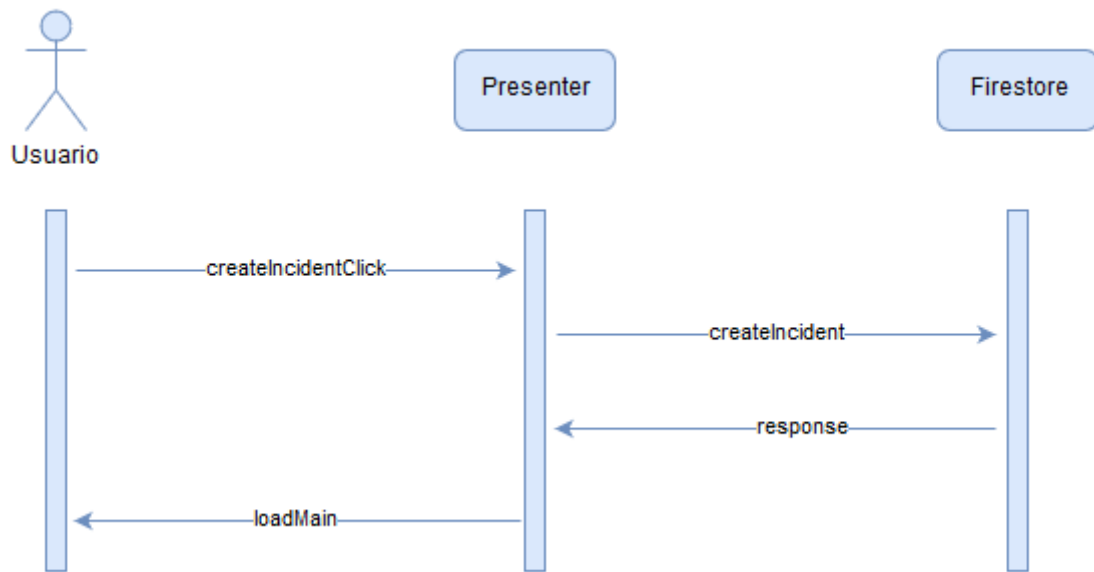 Presenter
Firestore
Usuario
createIncidentClick
createIncident
response
loadMain